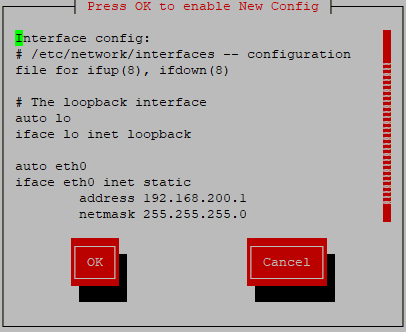 Press OK to enable New Config
Interface config:
# /etc/network/interfaces -- configuration
file for ifup(8), ifdown(8)
# The loopback interface
auto lo
iface lo inet loopback
auto eth0
iface eth0 inet static
address 192.168.200.1
netmask 255.255.255.0
OK
Cancel